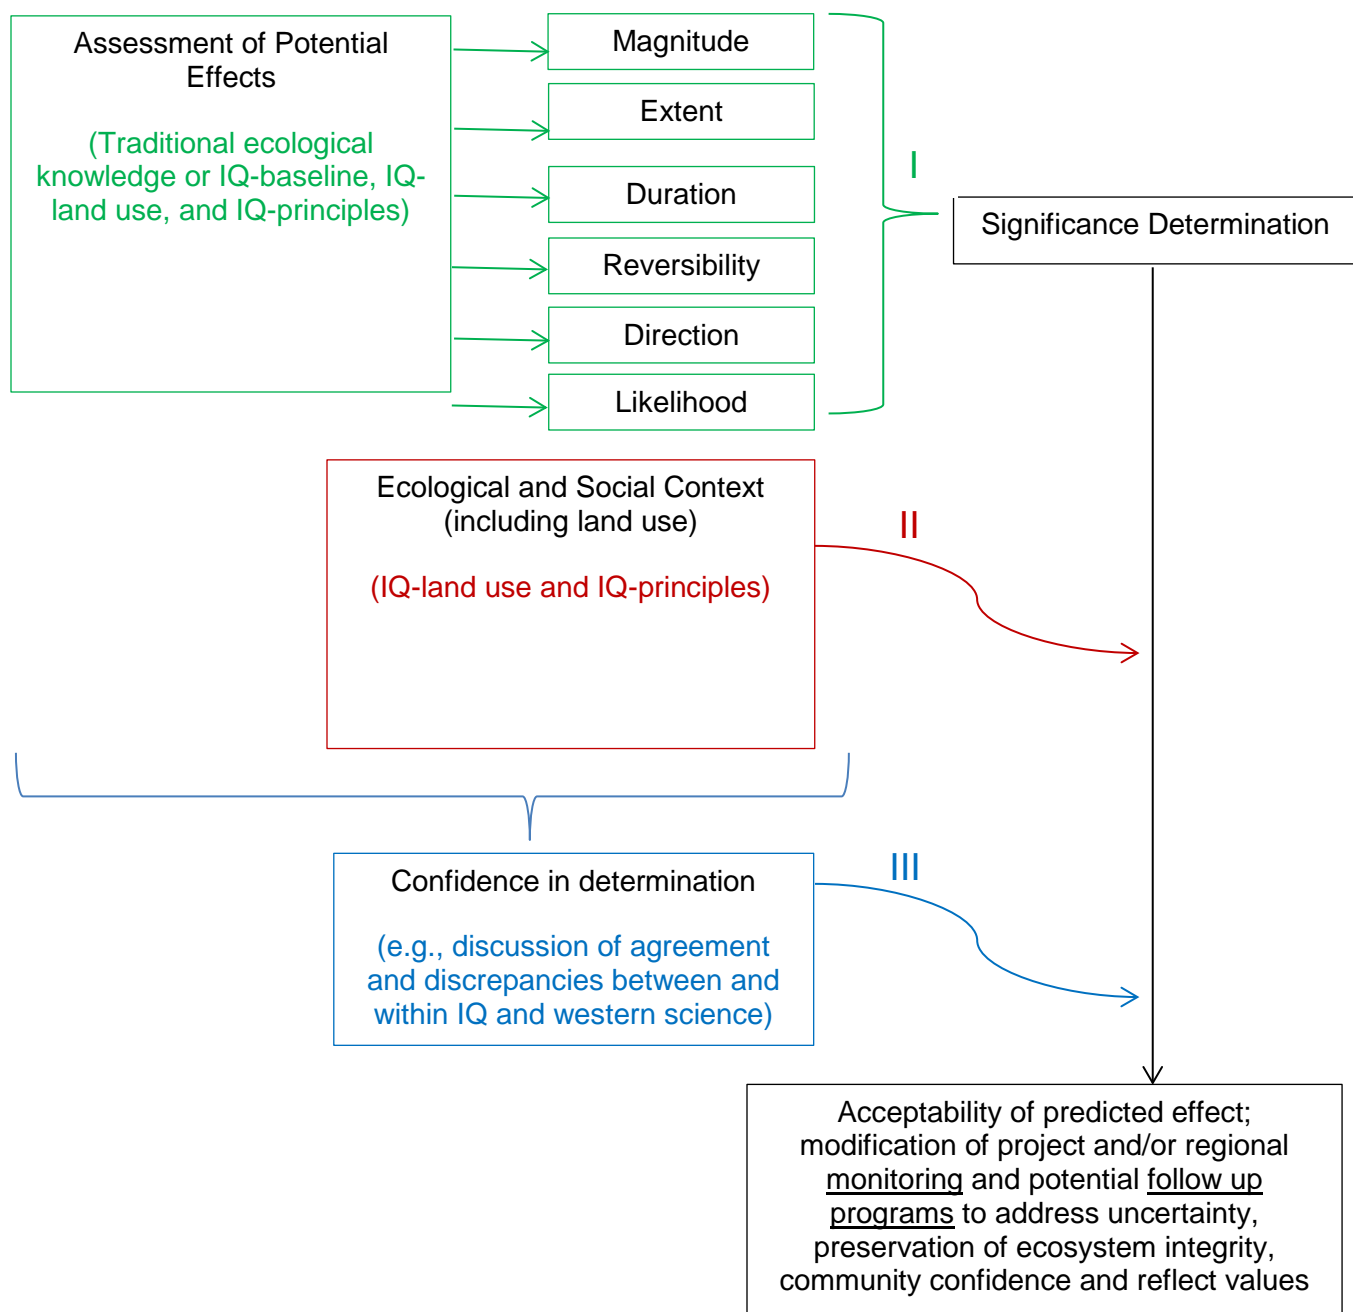 Assessment of Potential
Effects
(Traditional ecological
knowledge or IQ-baseline, IQ-
land use, and IQ-principles)
Magnitude
Extent
Duration
Reversibility
Direction
Likelihood
I
Significance Determination
Ecological and Social Context
(including land use)
(IQ-land use and IQ-principles)
II
Confidence in determination
(e.g., discussion of agreement
and discrepancies between and
within IQ and western science)
III
Acceptability of predicted effect;
modification of project and/or regional
monitoring and potential follow up
programs to address uncertainty,
preservation of ecosystem integrity,
community confidence and reflect values